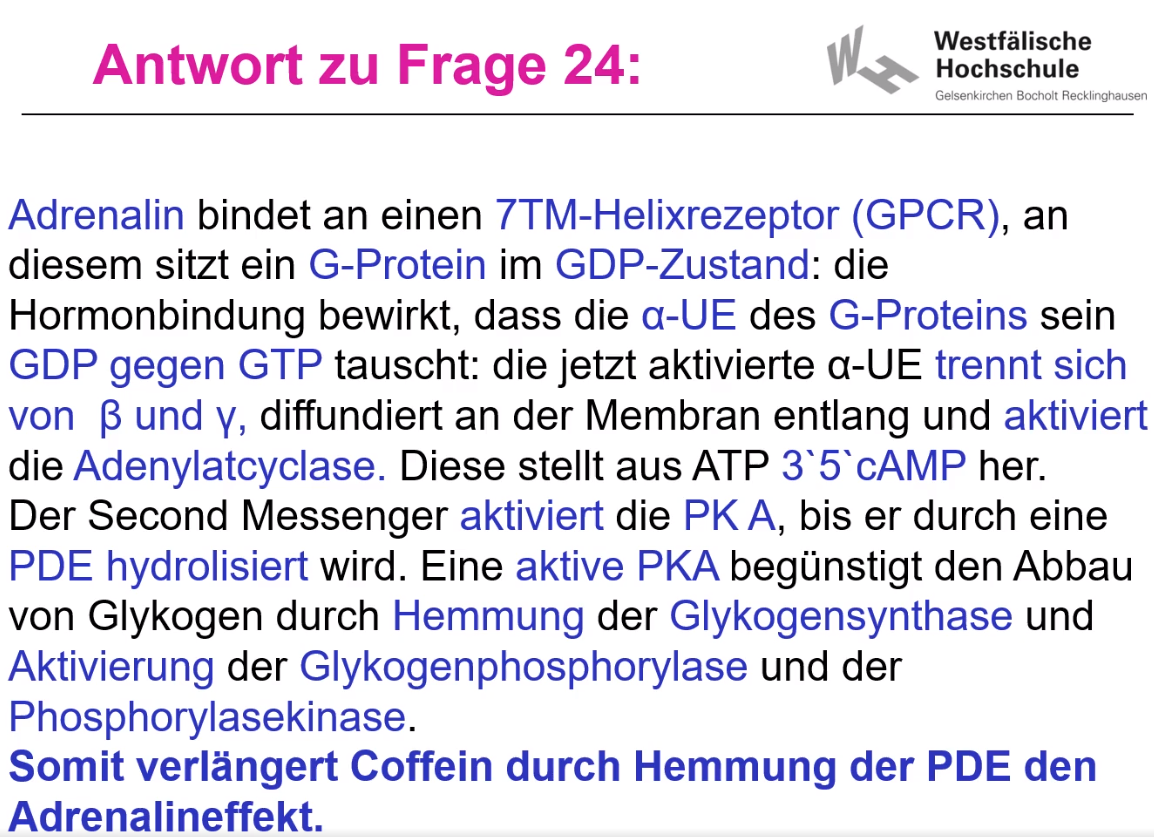 Antwort zu Frage 24:
Westfälische
Hochschule
Gelsenkirchen Bocholt Recklinghausen
Adrenalin bindet an einen 7TM-Helixrezeptor (GPCR), an
diesem sitzt ein G-Protein im GDP-Zustand: die
Hormonbindung bewirkt, dass die α-UE des G-Proteins sein
GDP gegen GTP tauscht: die jetzt aktivierte α-UE trennt sich
von β und γ, diffundiert an der Membran entlang und aktiviert
die Adenylatcyclase. Diese stellt aus ATP 3`5`cAMP her.
Der Second Messenger aktiviert die PK A, bis er durch eine
PDE hydrolisiert wird. Eine aktive PKA begünstigt den Abbau
von Glykogen durch Hemmung der Glykogensynthase und
Aktivierung der Glykogenphosphorylase und der
Phosphorylasekinase.
Somit verlängert Coffein durch Hemmung der PDE den
Adrenalineffekt.